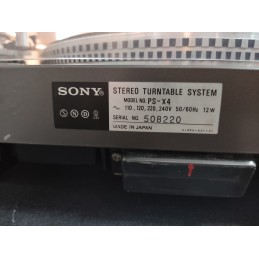 SONY®
STEREO TURNTABLE SYSTEM
MODEL NO. PS-X4
~ 110, 120, 220, 240V 50/60Hz 12W
SERIAL NO. 508220
MADE IN JAPAN